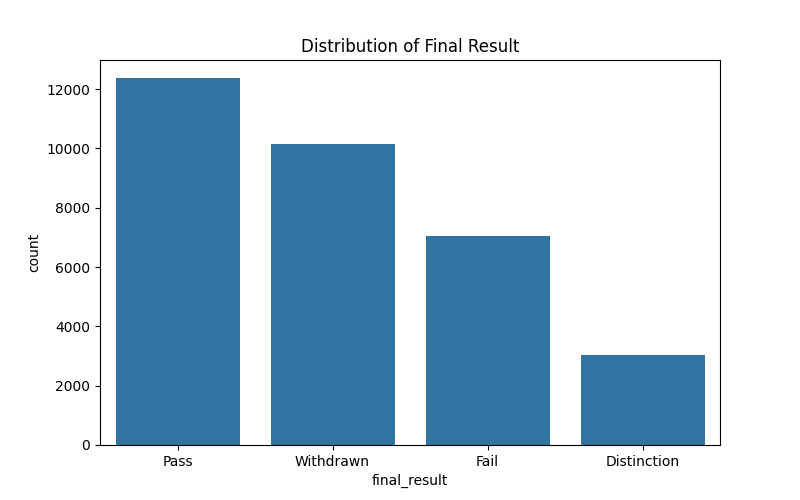 Distribution of Final Result
12000
10000
8000
6000
4000
2000
0
count
Pass Withdrawn Fail Distinction
final_result